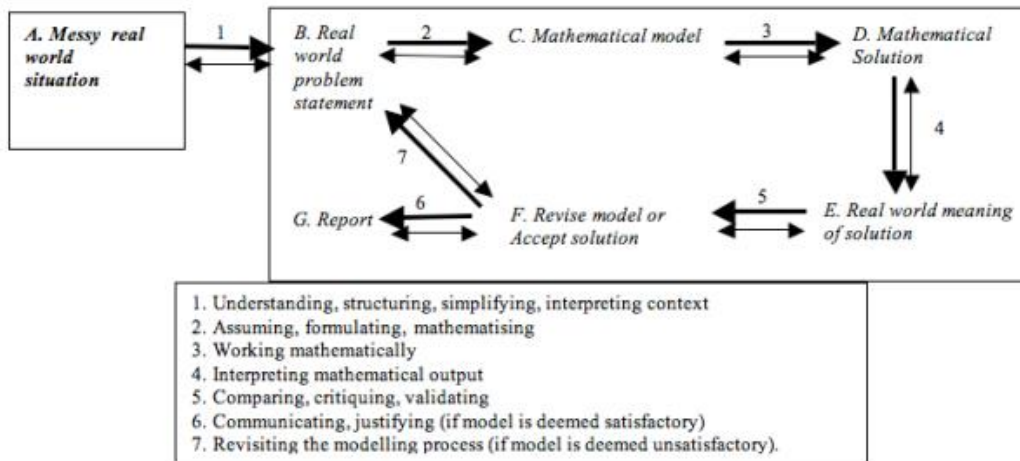 A. Messy real
world
situation
1
B. Real
world
problem
statement
2
C. Mathematical model
3
D. Mathematical
Solution
4
7
6
G. Report
F. Revise model or
Accept solution
5
E. Real world meaning
of solution
1. Understanding, structuring, simplifying, interpreting context
2. Assuming, formulating, mathematising
3. Working mathematically
4. Interpreting mathematical output
5. Comparing, critiquing, validating
6. Communicating, justifying (if model is deemed satisfactory)
7. Revisiting the modelling process (if model is deemed unsatisfactory).